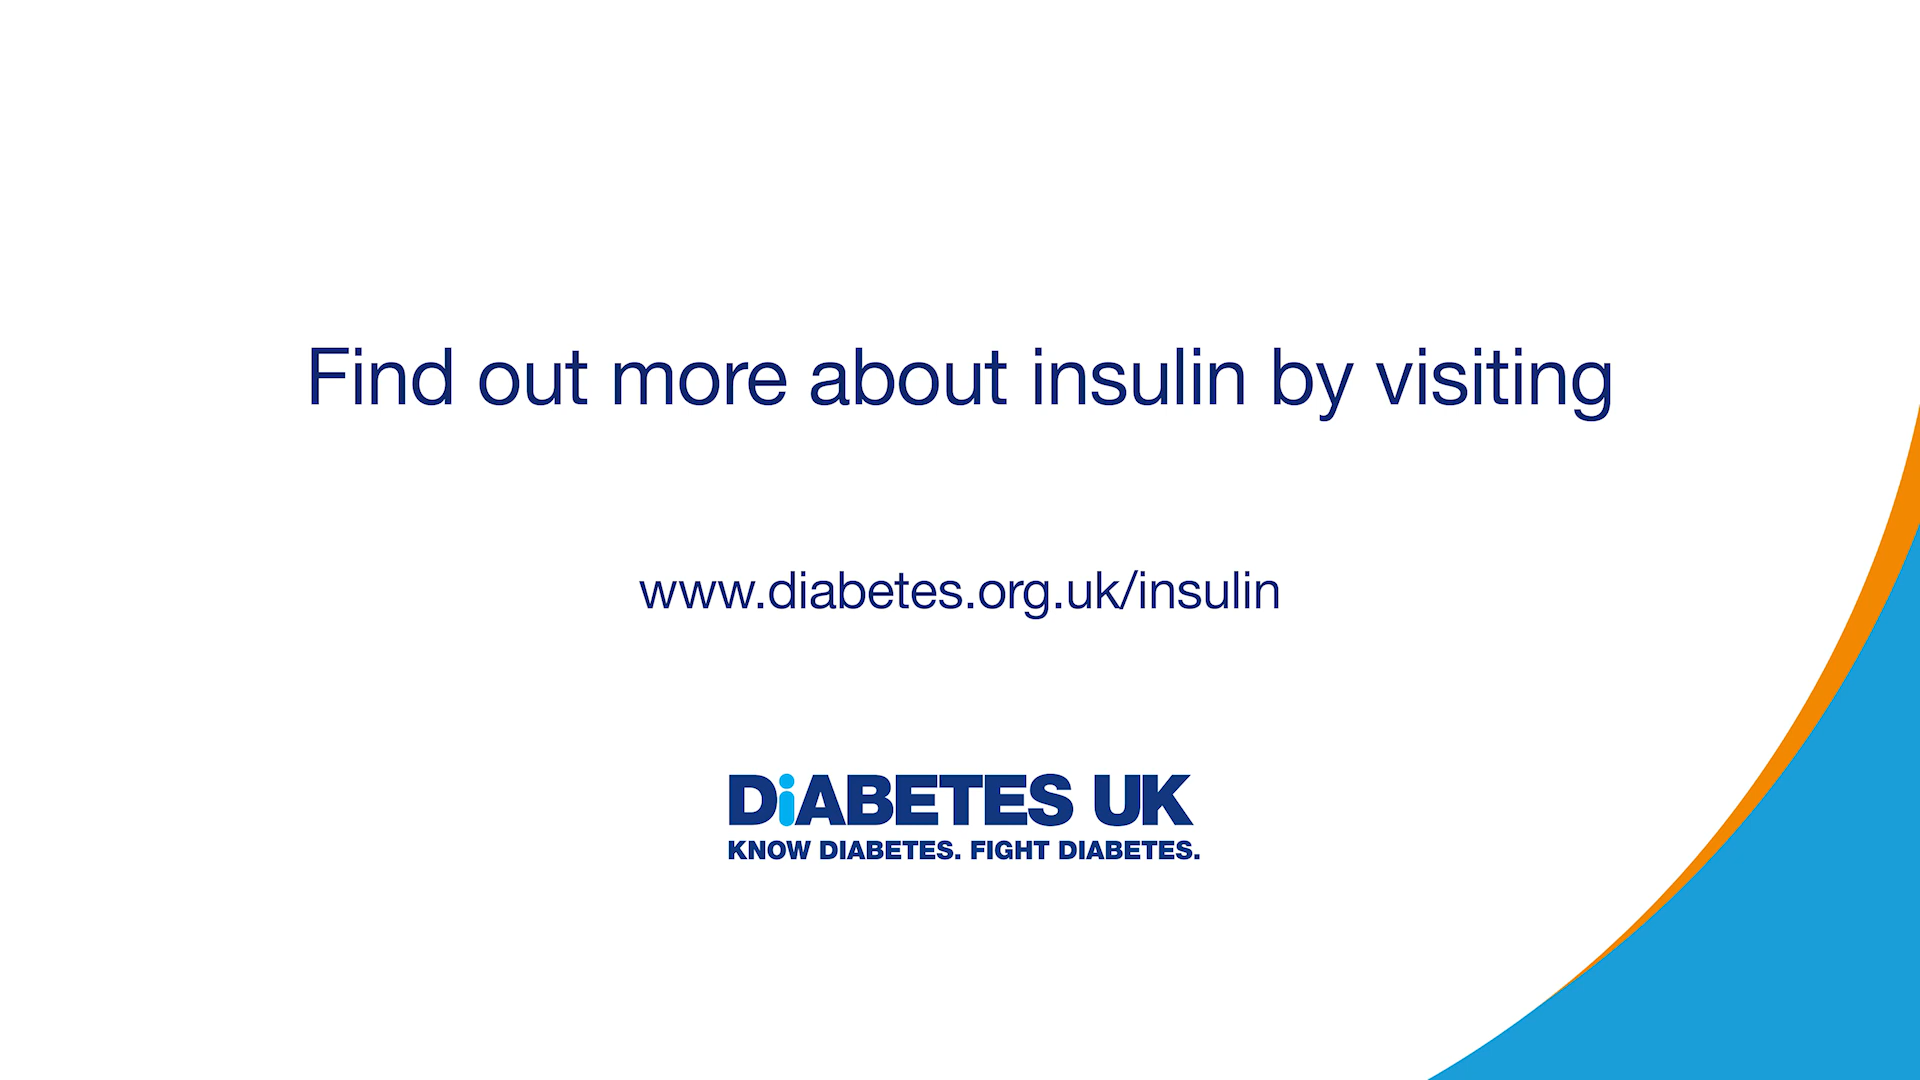 Find out more about insulin by visiting
www.diabetes.org.uk/insulin
DiABETES UK
KNOW DIABETES. FIGHT DIABETES.